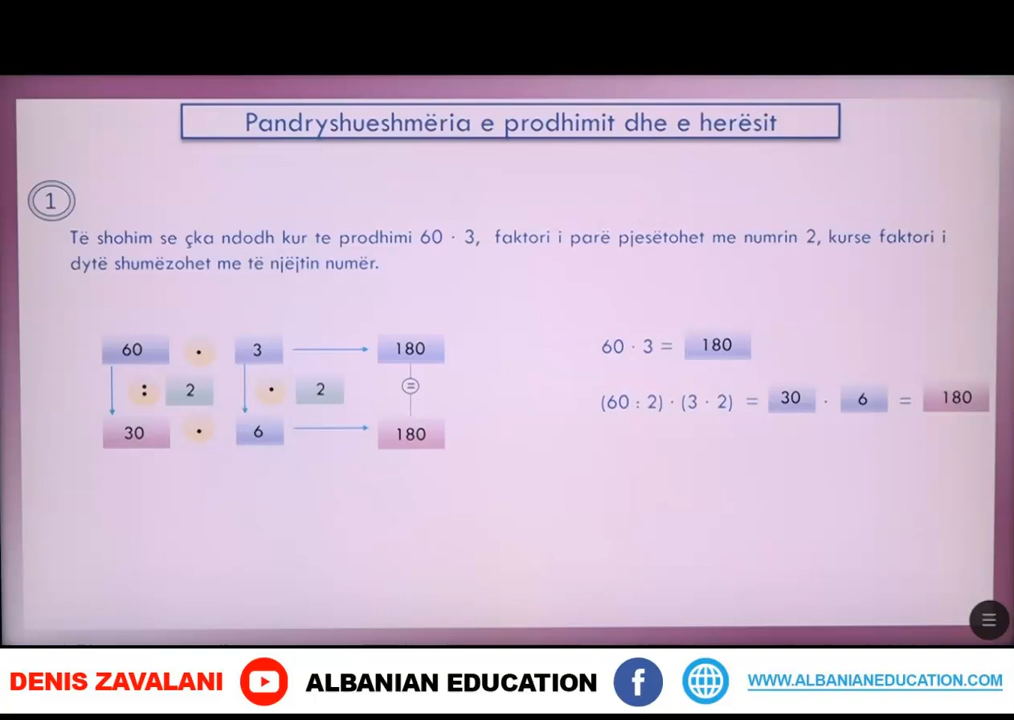 Pandryshueshmëria e prodhimit dhe e herësit
1
Të shohim se çka ndodh kur te prodhimi 60 · 3, faktori i parë pjesëtohet me numrin 2, kurse faktori i
dytë shumëzohet me të njëjtin numër.
60 · 3 180
: 2 · 2 =
30 · 6 180
60 · 3 = 180
(60 : 2) · (3 · 2) = 30 · 6 = 180
DENIS ZAVALANI ALBANIAN EDUCATION f WWW.ALBANIANEDUCATION.COM